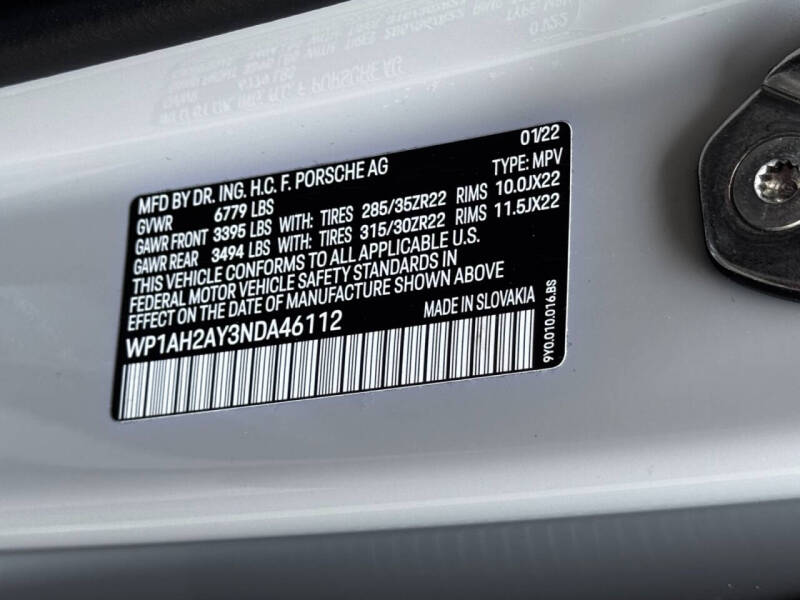 01/22
MFD BY DR. ING. H.C. F. PORSCHE AG
TYPE: MPV
GVWR 6779 LBS
GAWR FRONT 3395 LBS WITH: TIRES 285/35ZR22 RIMS 10.0JX22
GAWR REAR 3494 LBS WITH: TIRES 315/30ZR22 RIMS 11.5JX22
THIS VEHICLE CONFORMS TO ALL APPLICABLE U.S.
FEDERAL MOTOR VEHICLE SAFETY STANDARDS IN
EFFECT ON THE DATE OF MANUFACTURE SHOWN ABOVE
WP1AH2AY3NDA46112
MADE IN SLOVAKIA
9Y0.010.016.BS